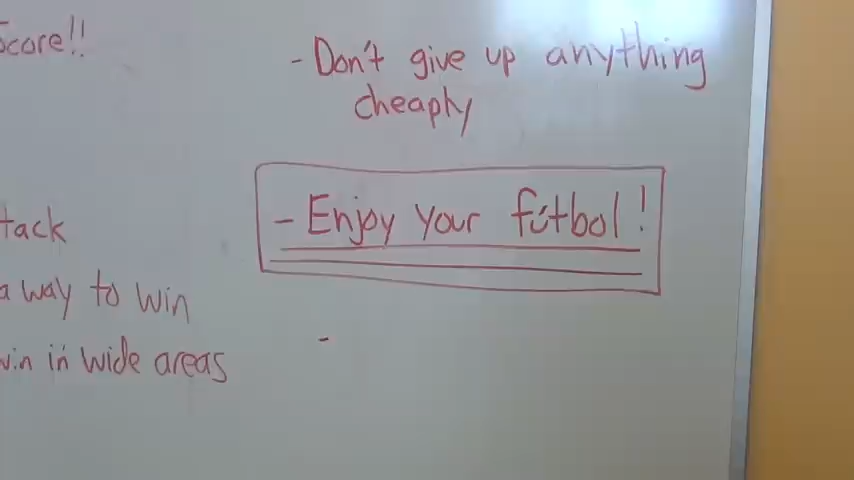 Score!!
- Don't give up anything
cheaply
- Enjoy your fútbol!
tack
a way to win
win in wide areas
-